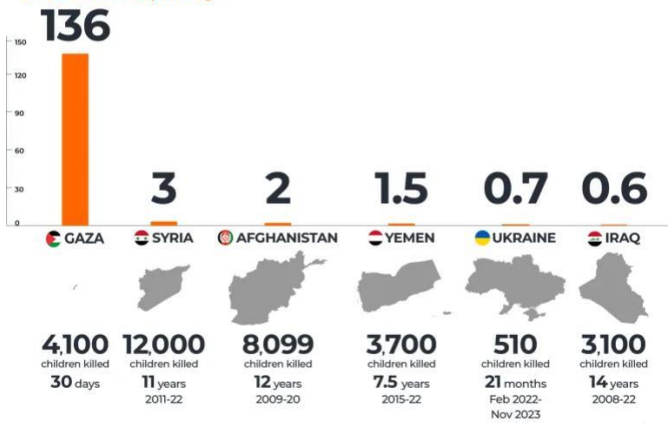 136
150
120
90
60
30
0
3
2
1.5
0.7
0.6
GAZA
SYRIA
AFGHANISTAN
YEMEN
UKRAINE
IRAQ
4,100
children killed
30 days
12,000
children killed
11 years
2011-22
8,099
children killed
12 years
2009-20
3,700
children killed
7.5 years
2015-22
510
children killed
21 months
Feb 2022-
Nov 2023
3,100
children killed
14 years
2008-22